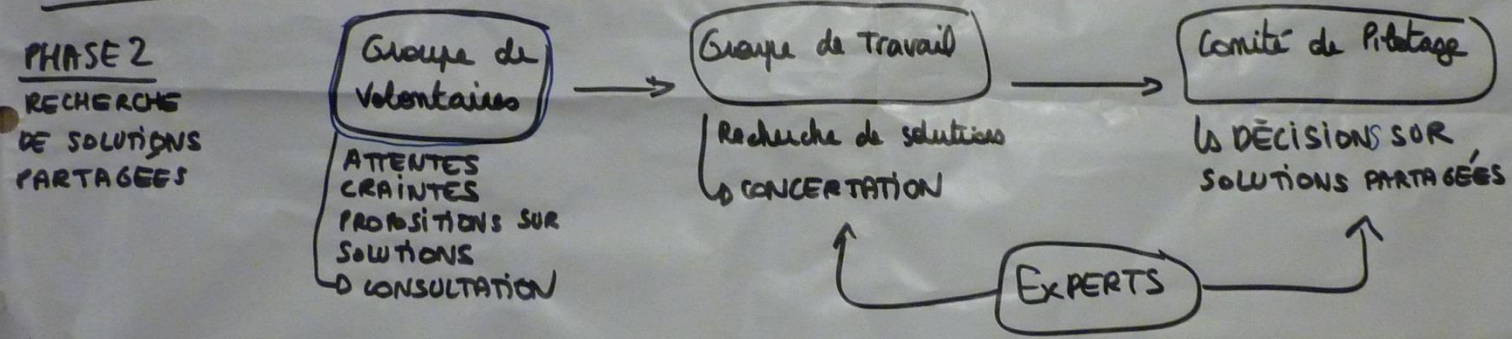 PHASE 2
RECHERCHE
DE SOLUTIONS
PARTAGEES
Groupe de
Volontaires
ATTENTES
CRAINTES
PROPOSITIONS SUR
SOLUTIONS
CONSULTATION
Groupe de Travail
Recherche de solutions
CONCERTATION
Comité de Pilotage
DÉCISIONS SUR
SOLUTIONS PARTAGÉES
EXPERTS